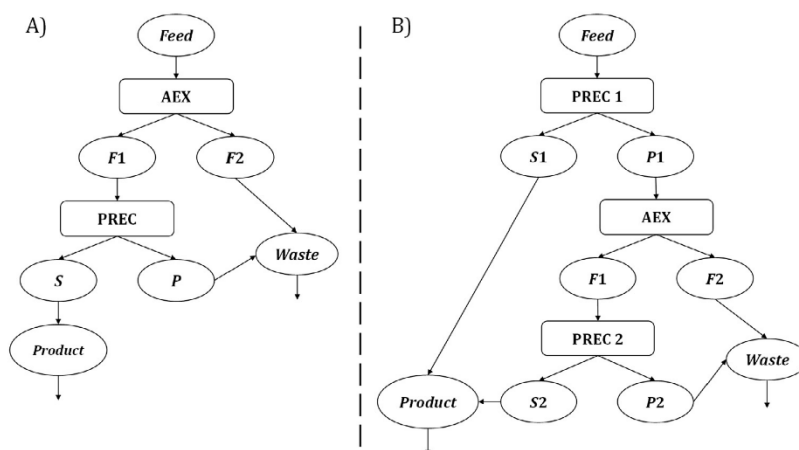 A)
Feed
AEX
F1
F2
PREC
Waste
S
P
Product
B)
Feed
PREC 1
S1
P1
AEX
F1
F2
PREC 2
Waste
Product
S2
P2